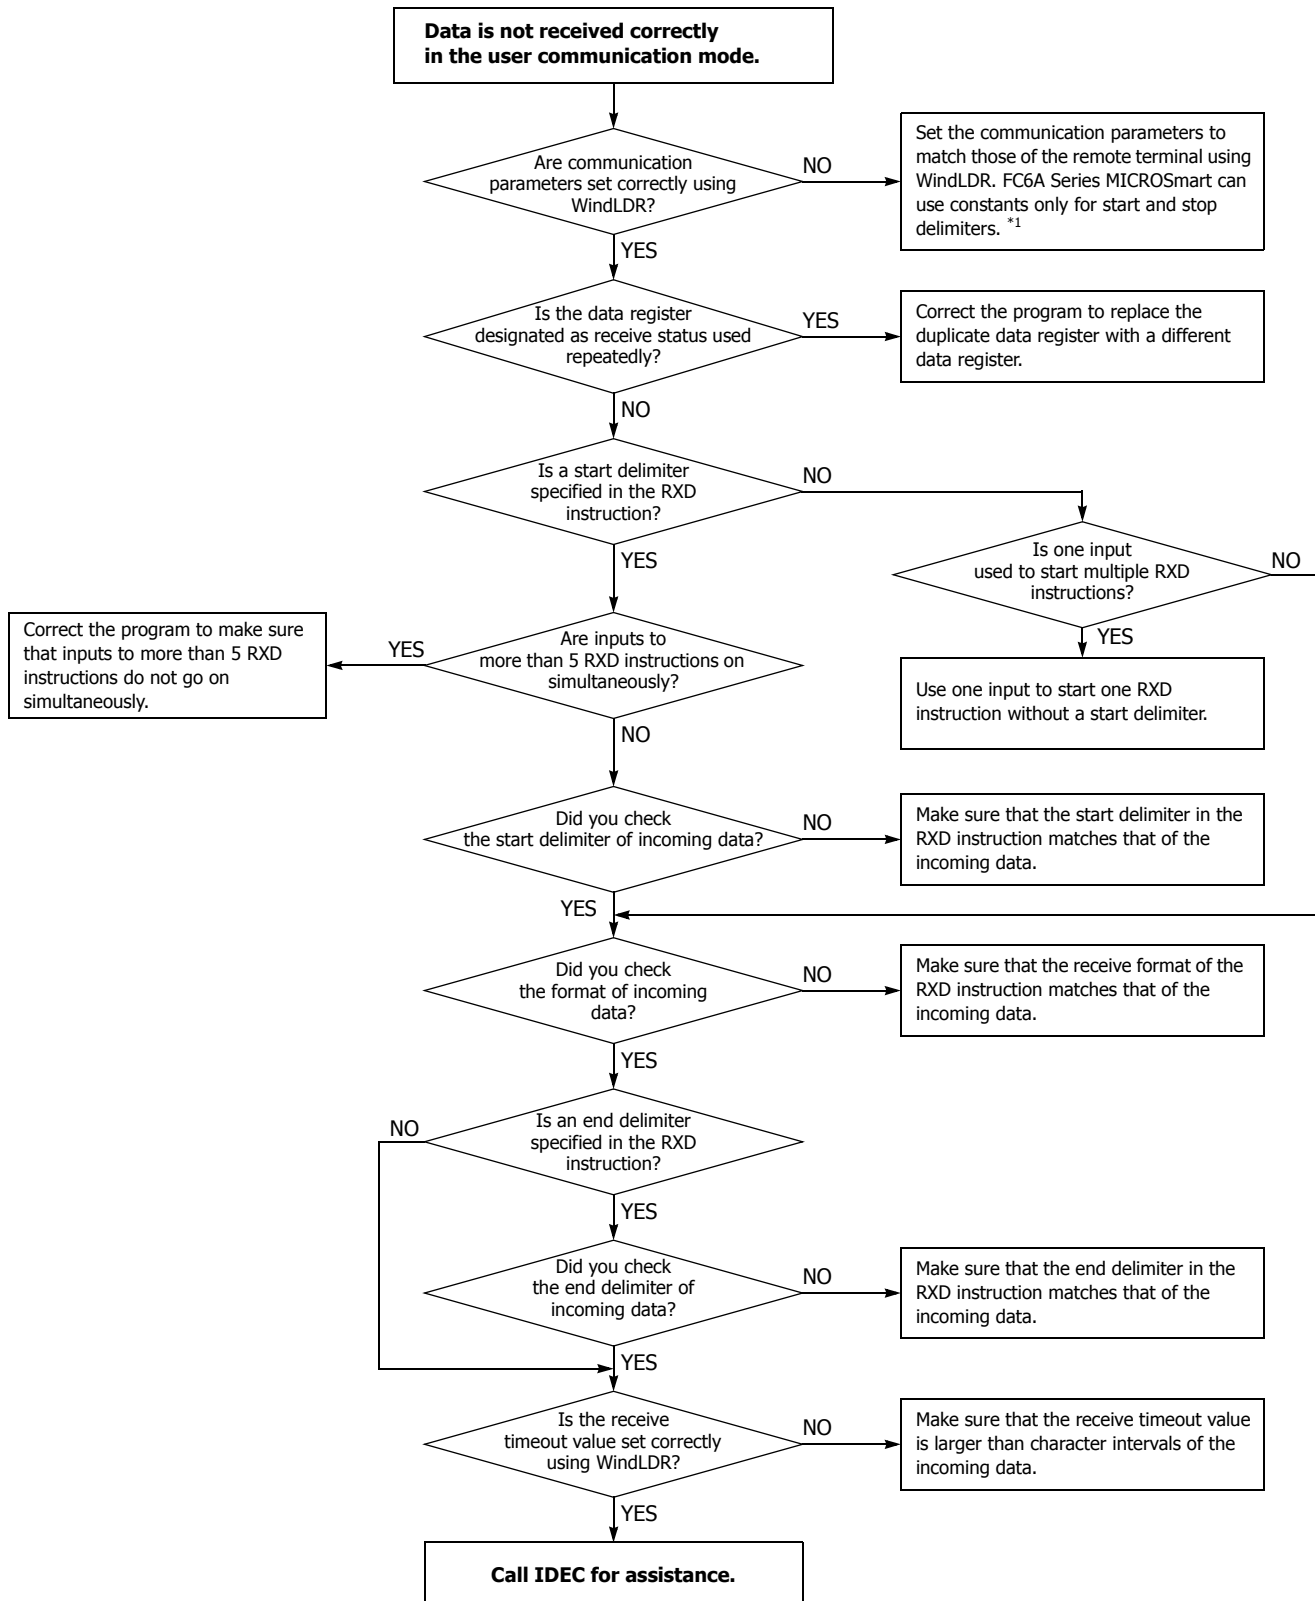 Data is not received correctly
in the user communication mode.
Are communication
parameters set correctly using
WindLDR?
NO
Set the communication parameters to
match those of the remote terminal using
WindLDR. FC6A Series MICROSmart can
use constants only for start and stop
delimiters. *1
YES
Is the data register
designated as receive status used
repeatedly?
YES
Correct the program to replace the
duplicate data register with a different
data register.
NO
Is a start delimiter
specified in the RXD
instruction?
NO
YES
Is one input
used to start multiple RXD
instructions?
NO
YES
Use one input to start one RXD
instruction without a start delimiter.
Are inputs to
more than 5 RXD instructions on
simultaneously?
YES
Correct the program to make sure
that inputs to more than 5 RXD
instructions do not go on
simultaneously.
NO
Did you check
the start delimiter of incoming data?
NO
Make sure that the start delimiter in the
RXD instruction matches that of the
incoming data.
YES
Did you check
the format of incoming
data?
NO
Make sure that the receive format of the
RXD instruction matches that of the
incoming data.
YES
Is an end delimiter
specified in the RXD
instruction?
NO
YES
Did you check
the end delimiter of
incoming data?
NO
Make sure that the end delimiter in the
RXD instruction matches that of the
incoming data.
YES
Is the receive
timeout value set correctly
using WindLDR?
NO
Make sure that the receive timeout value
is larger than character intervals of the
incoming data.
YES
Call IDEC for assistance.